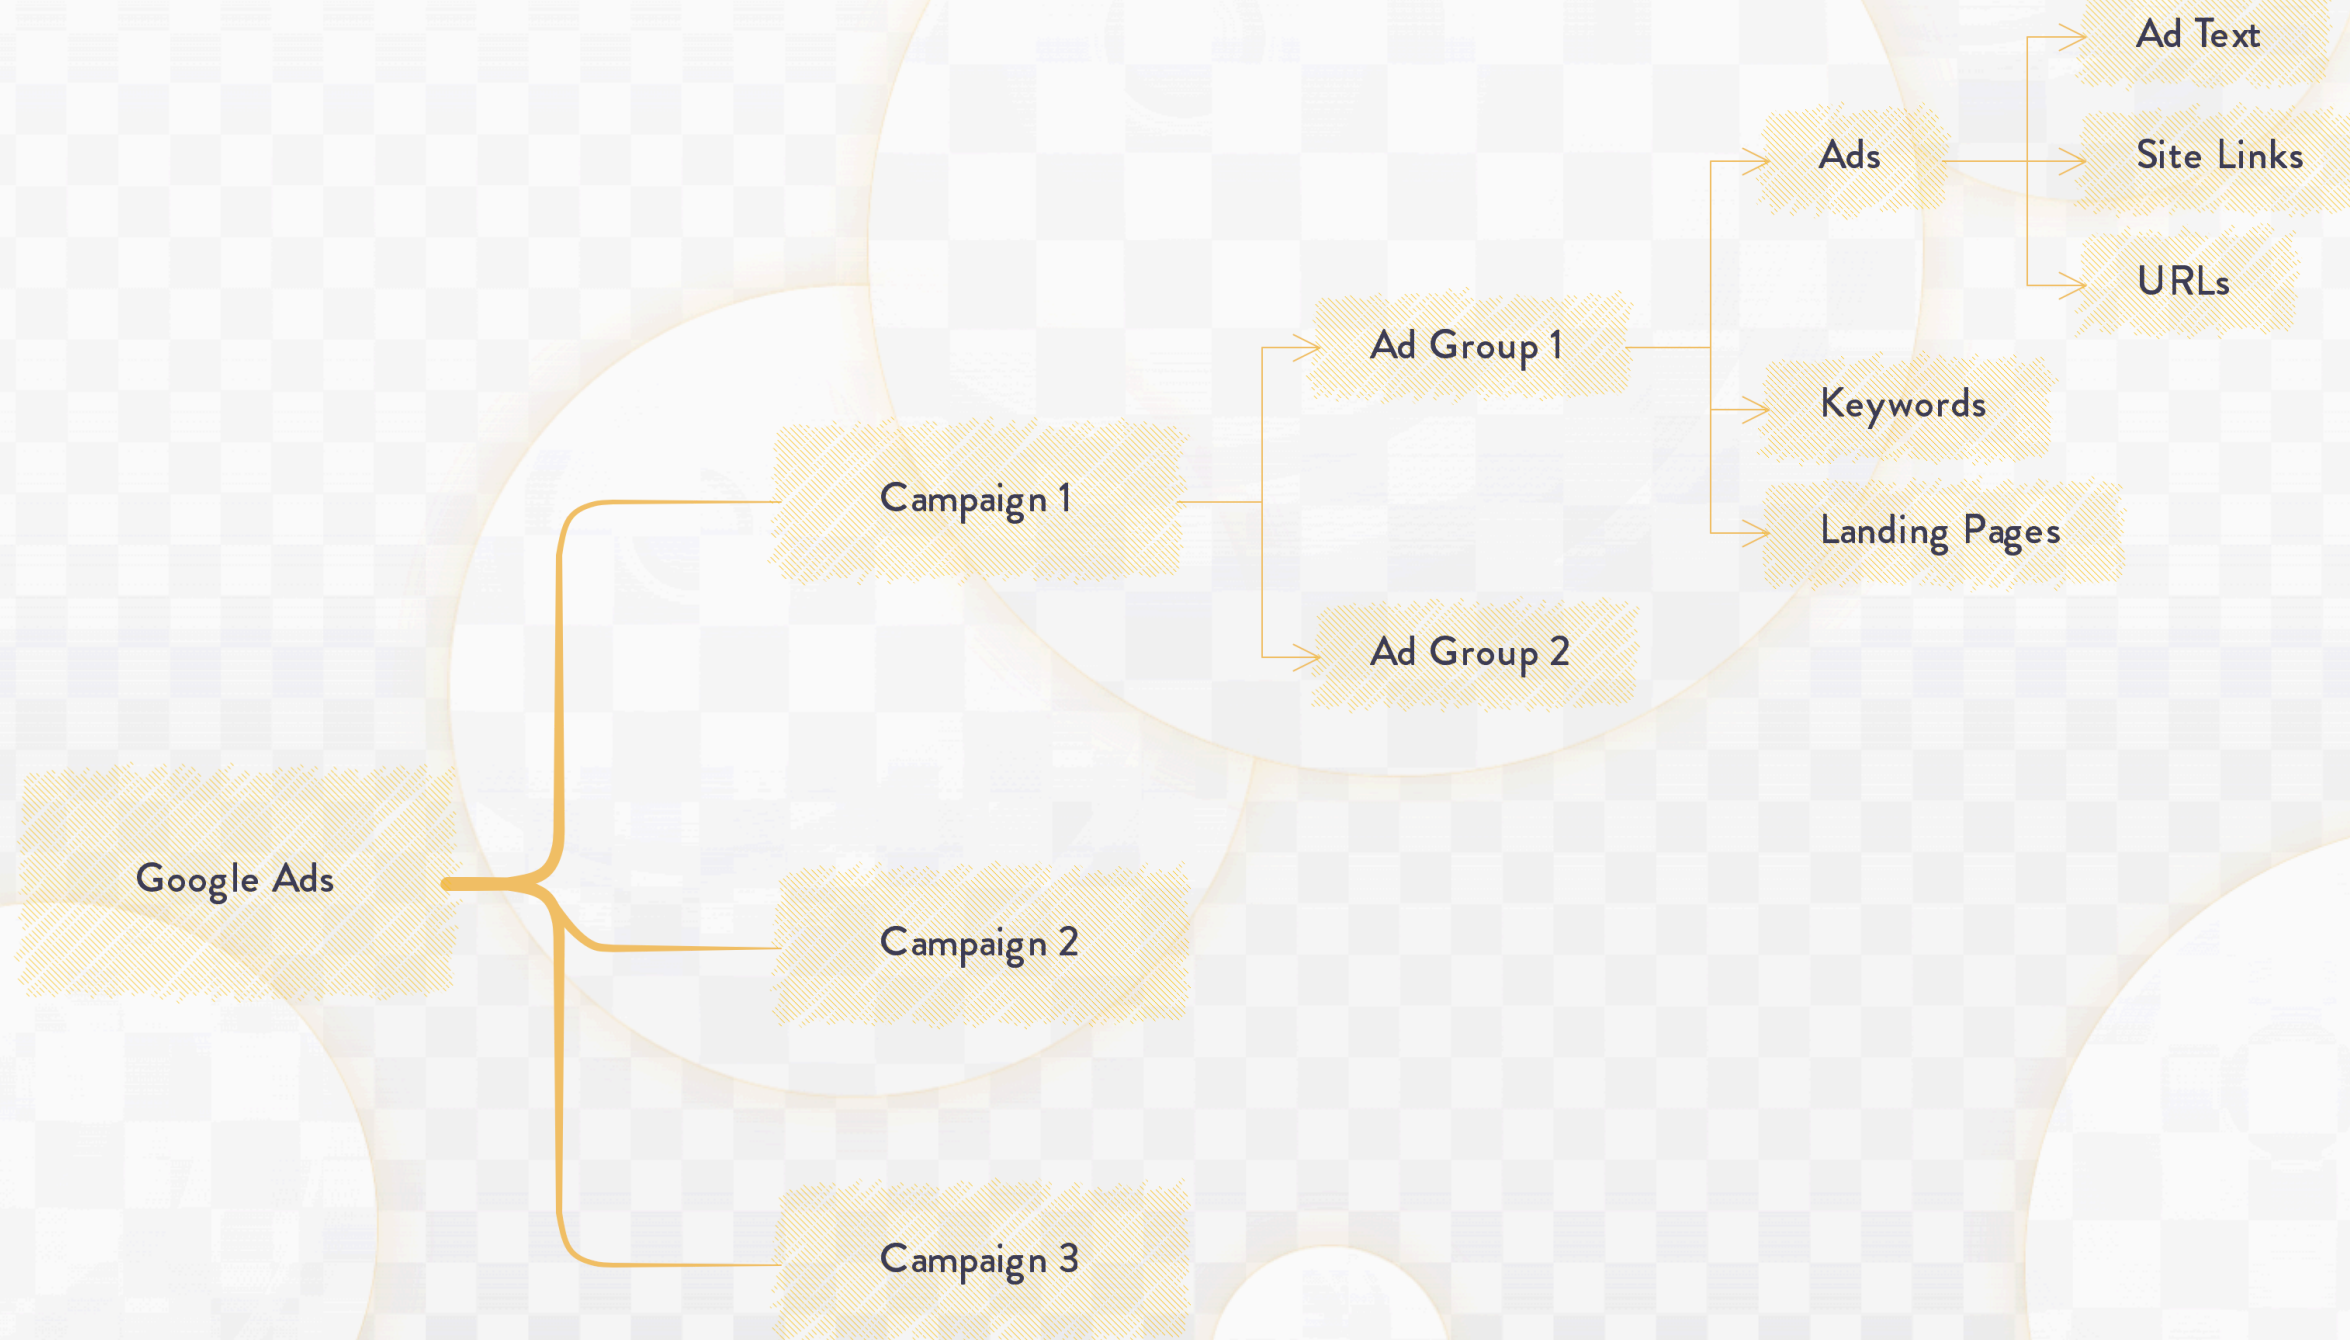 Ad Text
Ads
Site Links
URLs
Ad Group 1
Keywords
Campaign 1
Landing Pages
Ad Group 2
Google Ads
Campaign 2
Campaign 3